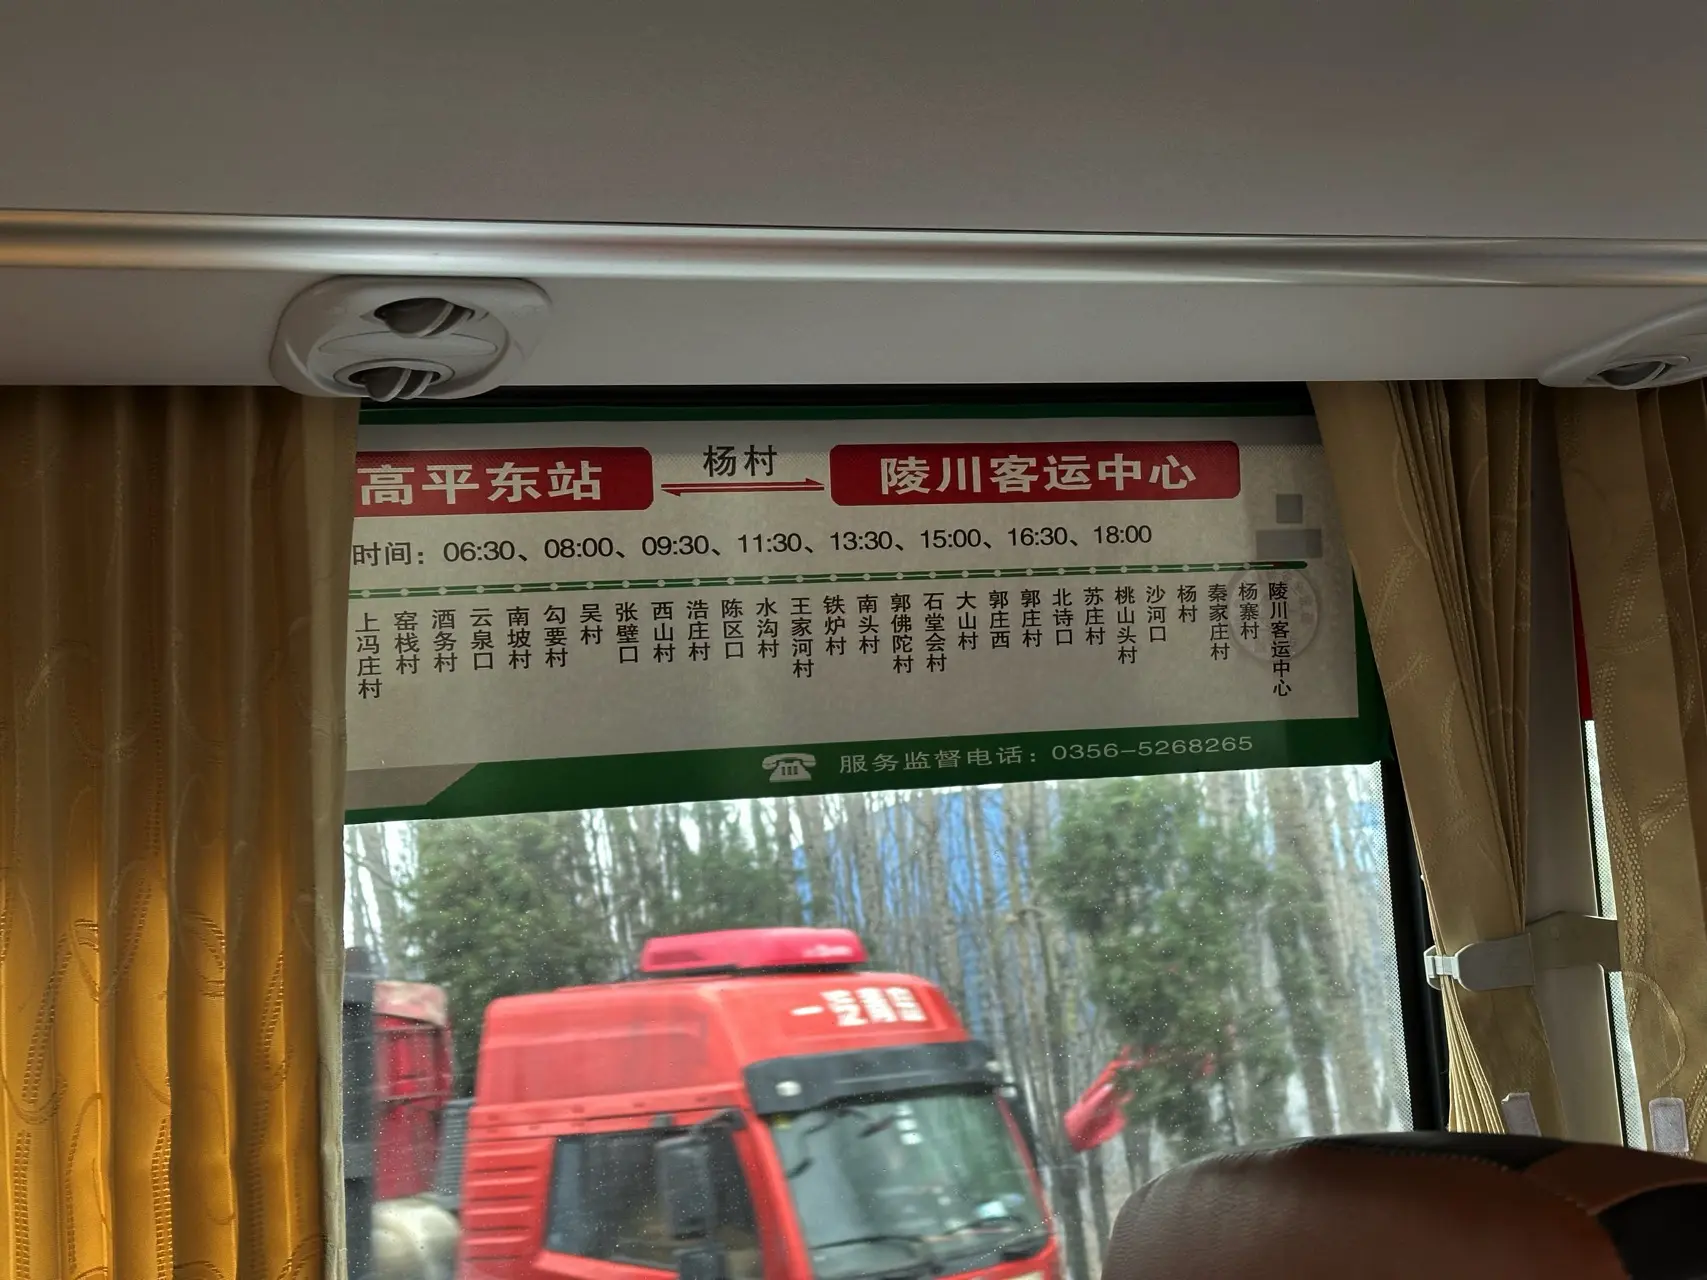 高平东站
杨村
陵川客运中心
时间：06:30、08:00、09:30、11:30、13:30、15:00、16:30、18:00
上冯庄村
窑栈村
酒务村
云泉口
南坡村
勾要村
吴村
张壁口
西山村
浩庄村
陈区口
水沟村
王家河村
铁炉村
南头村
郭佛陀村
石堂会村
大山村
郭庄西
郭庄村
北诗口
苏庄村
桃山头村
沙河口
杨村
秦家庄村
杨寨村
陵川客运中心
服务监督电话：0356-5268265